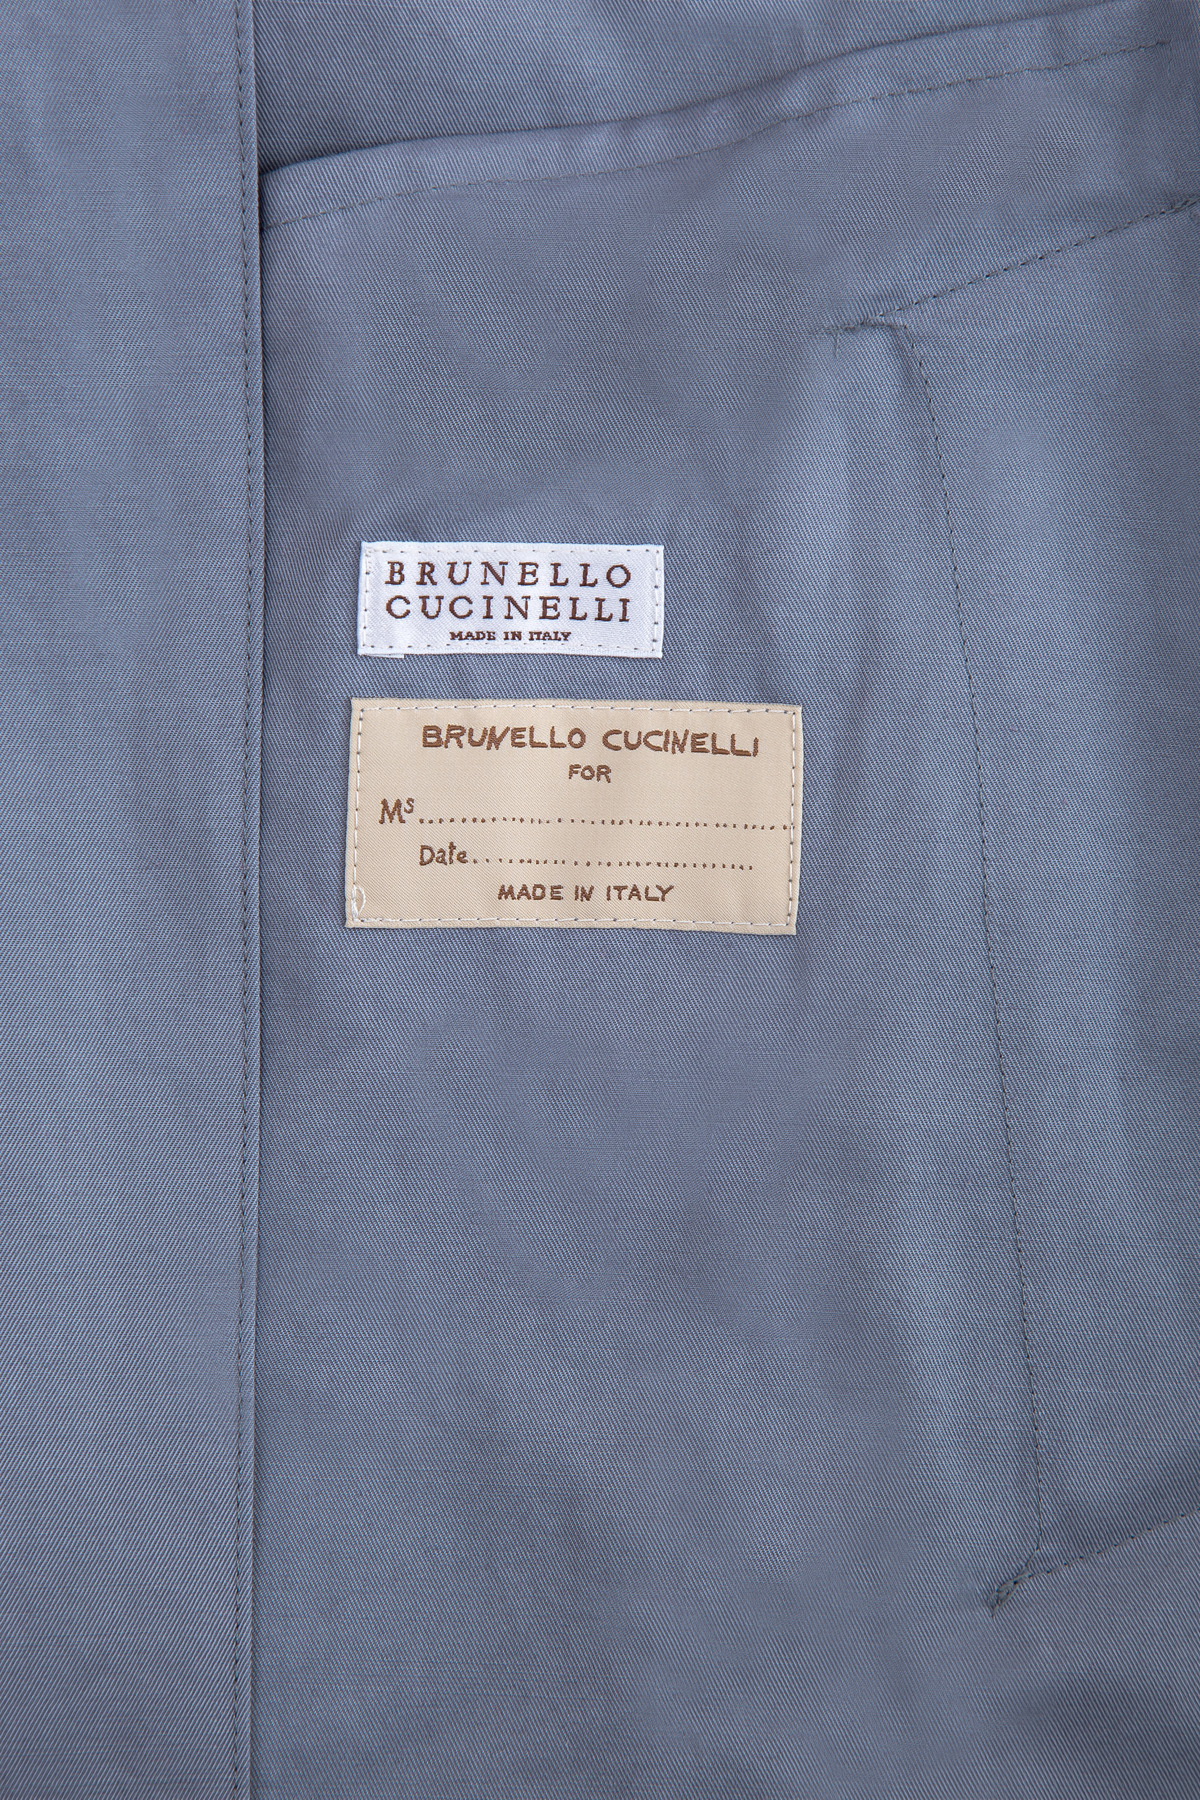 BRUNELLO
CUCINELLI
MADE IN ITALY
BRUNELLO CUCINELLI
FOR
Ms..............................
Date..............................
MADE IN ITALY